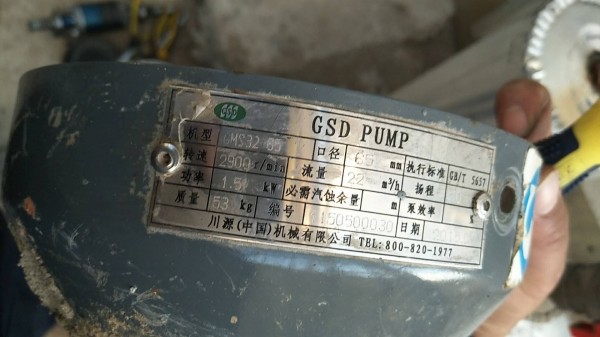 GSD
GSD PUMP
机型 口径 65 mm 执行标准 GB/T 5657
转速 2900 r/min 流量 22 m³/h 扬程
功率 1.5 kW 必需汽蚀余量 m 泵效率
质量 53 kg 编号 日期
川源(中国)机械有限公司 TEL:800-820-1977